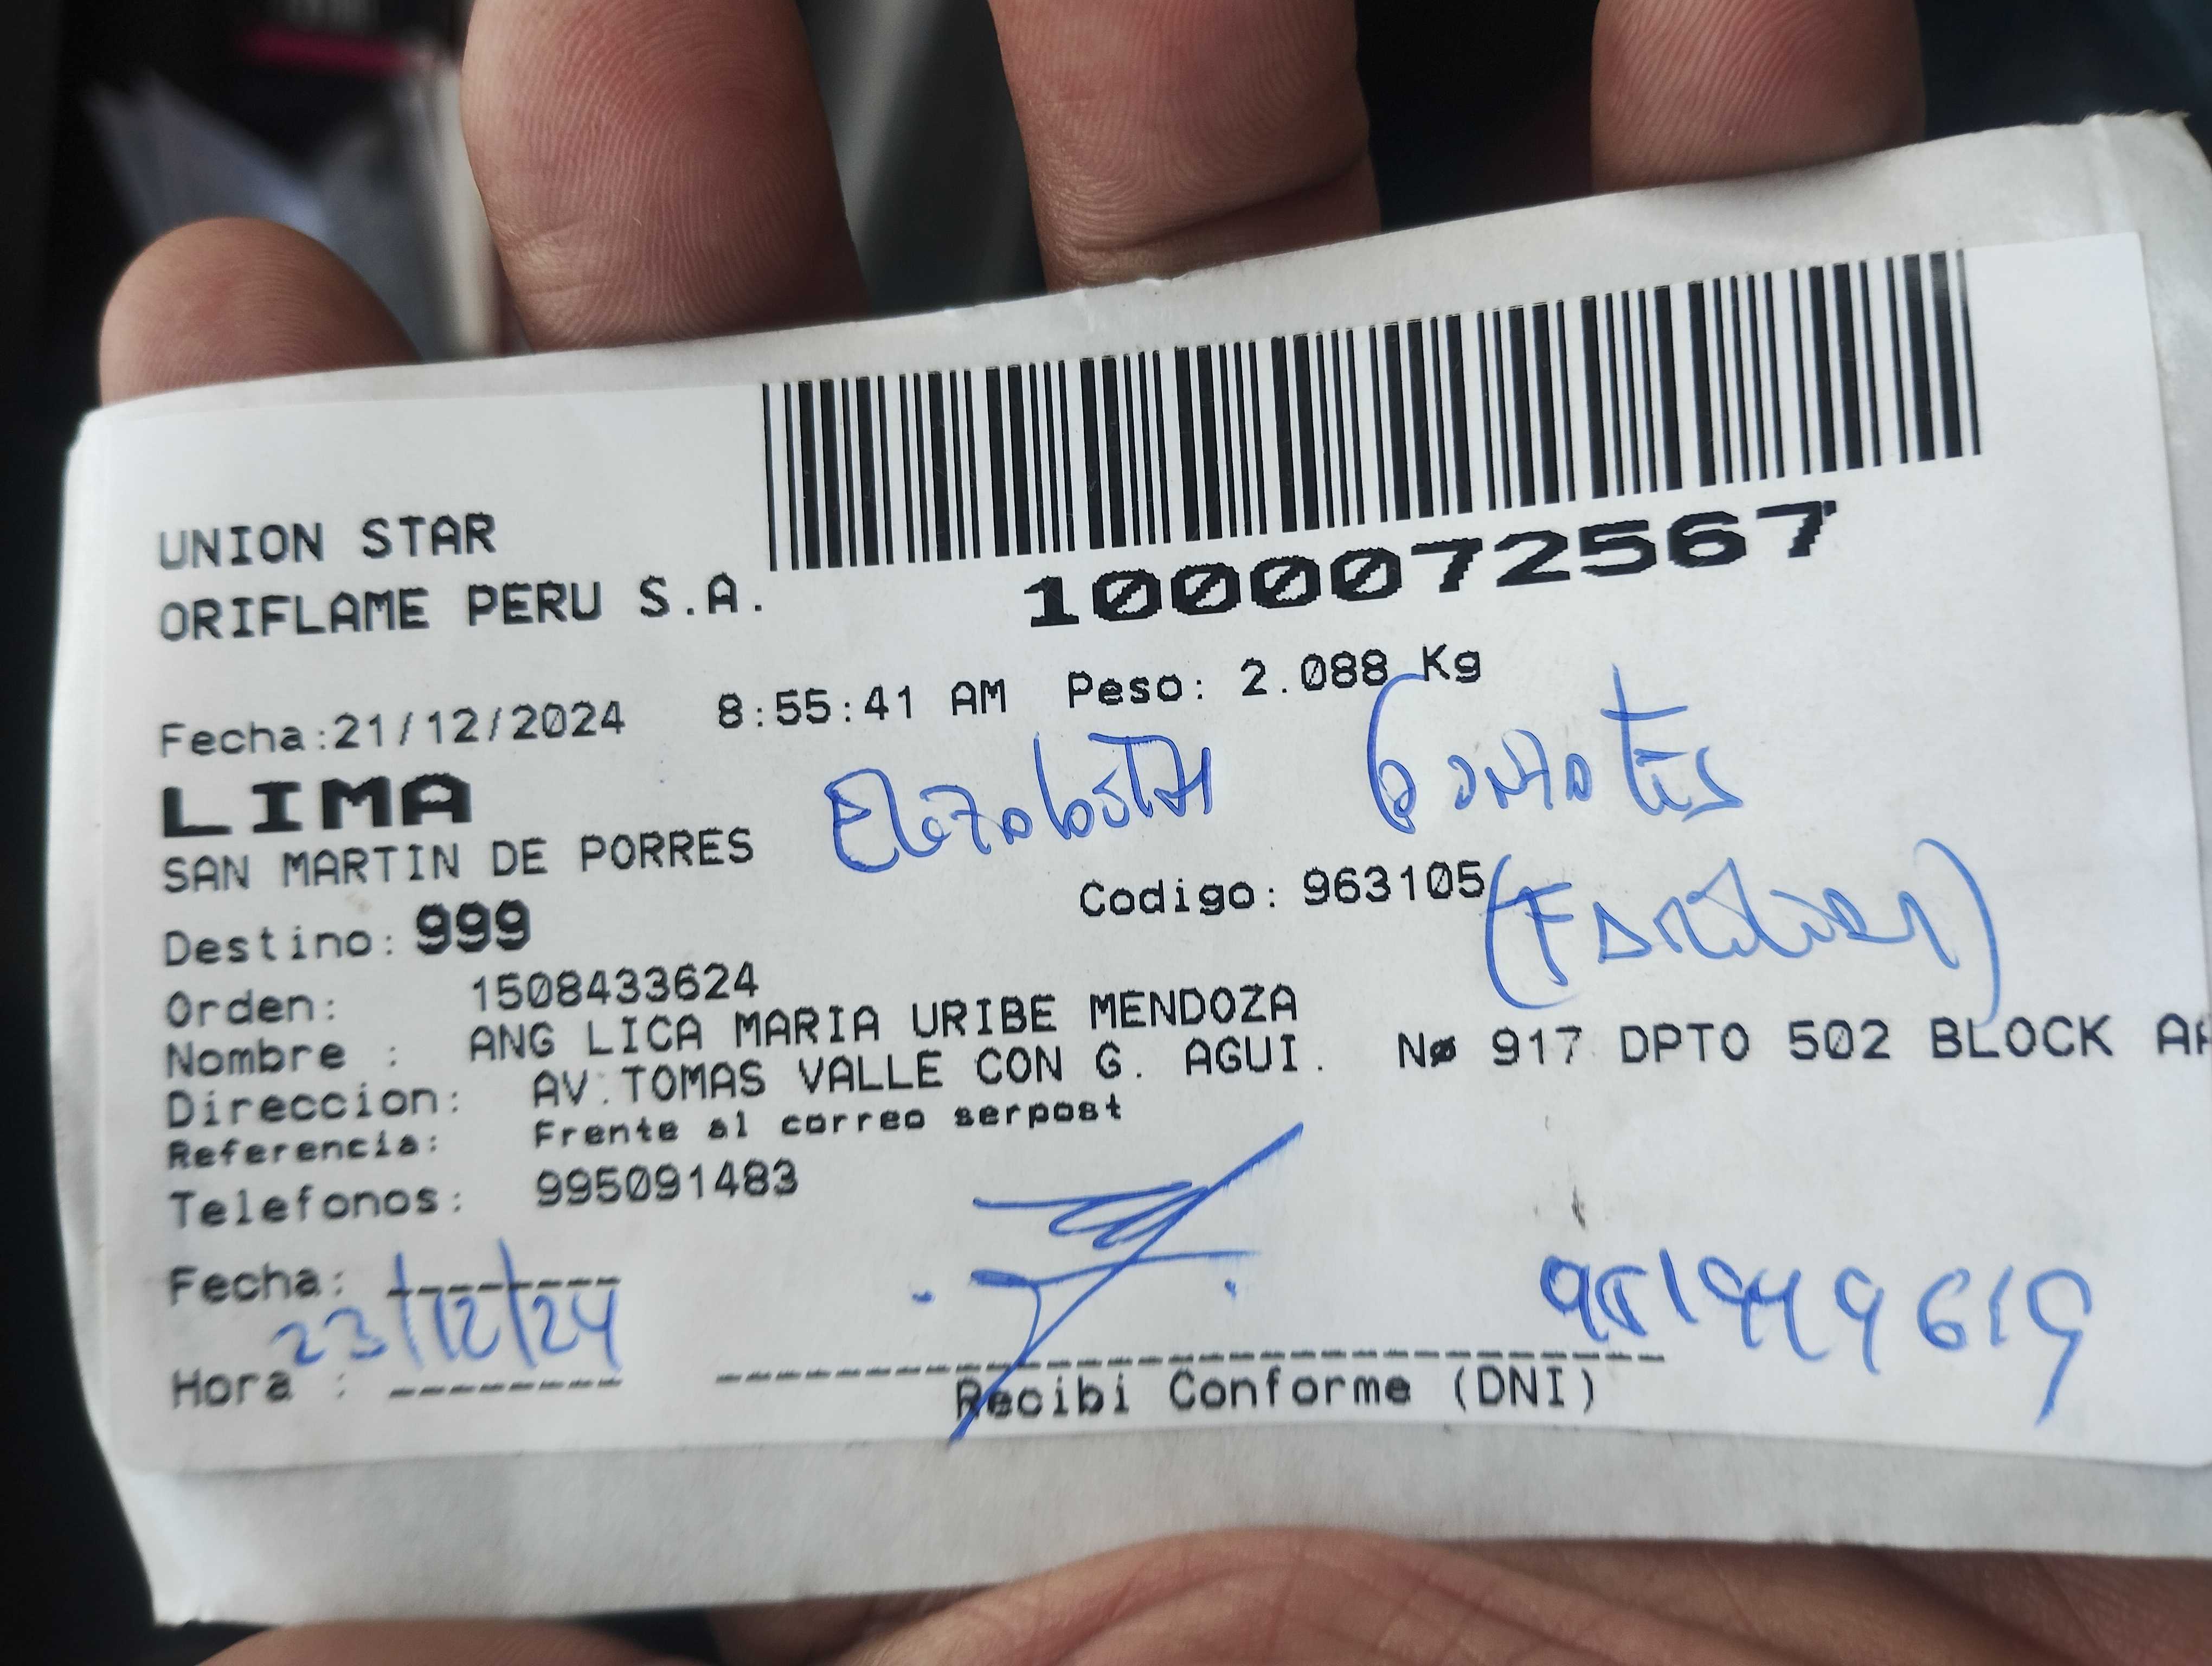 1000072567
UNION STAR
ORIFLAME PERU S.A.
Fecha:21/12/2024 8:55:41 AM Peso: 2.088 Kg
LIMA
SAN MARTIN DE PORRES
Destino: 999 Codigo: 963105
(Familiar)
Orden: 1508433624
Nombre : ANG LICA MARIA URIBE MENDOZA
Direccion: AV.TOMAS VALLE CON G. AGUI. Nø 917 DPTO 502 BLOCK
Referencia: Frente al correo serpost
Telefonos: 995091483
Fecha: 23/12/24
Hora :
Recibi Conforme (DNI)